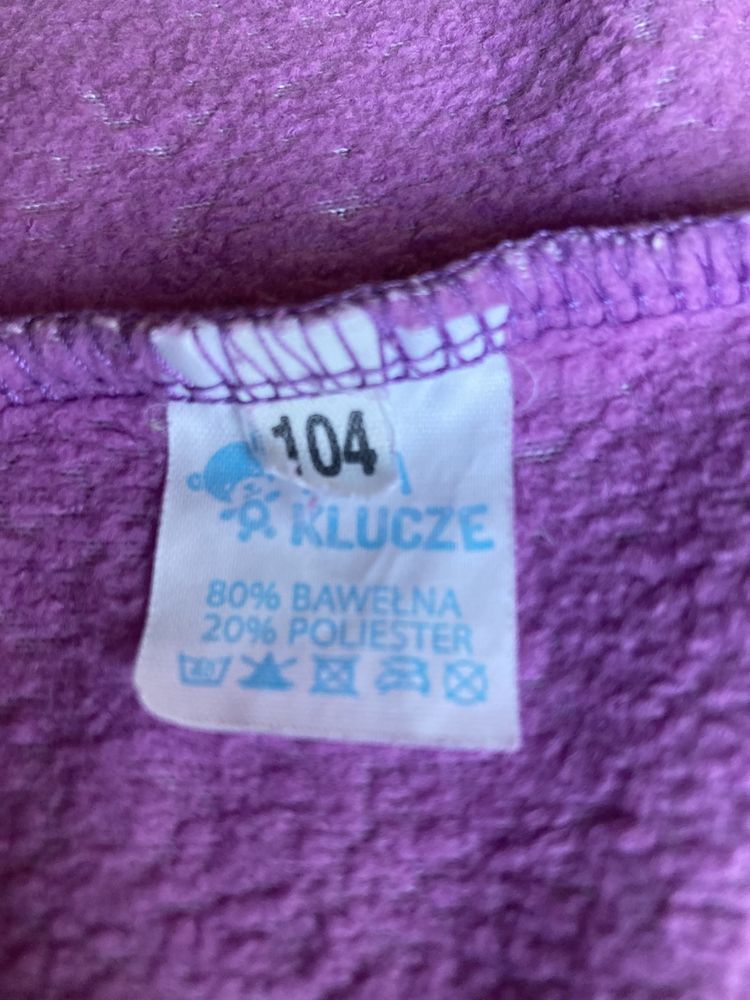 104
KLUCZE
80% BAWEŁNA
20% POLIESTER